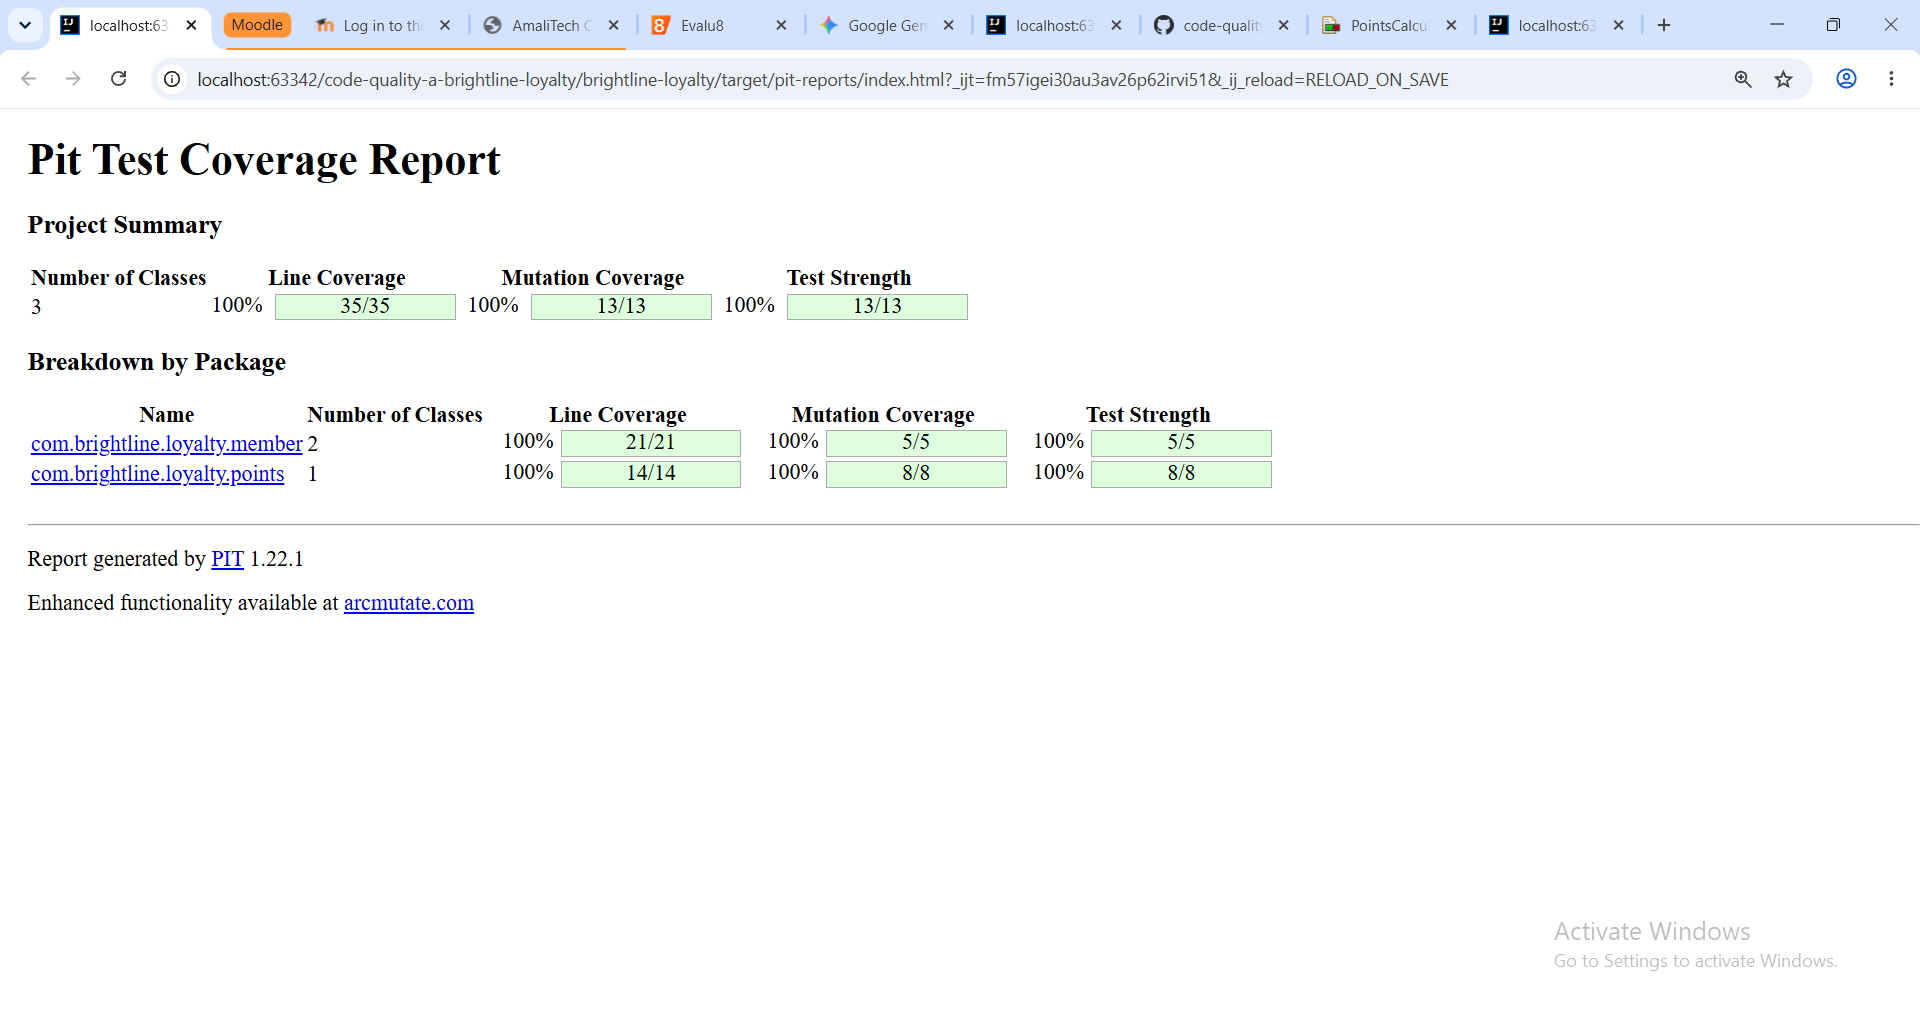 localhost:63
Moodle
Log in to the
AmaliTech
Evalu8
Google Gem
localhost:63
code-quality
PointsCalcul
localhost:63
localhost:63342/code-quality-a-brightline-loyalty/brightline-loyalty/target/pit-reports/index.html?_ijt=fm57igei30au3av26p62irvi51&_ij_reload=RELOAD_ON_SAVE
Pit Test Coverage Report
Project Summary
Number of Classes Line Coverage Mutation Coverage Test Strength
3 100% 35/35 100% 13/13 100% 13/13
Breakdown by Package
Name Number of Classes Line Coverage Mutation Coverage Test Strength
com.brightline.loyalty.member 2 100% 21/21 100% 5/5 100% 5/5
com.brightline.loyalty.points 1 100% 14/14 100% 8/8 100% 8/8
Report generated by PIT 1.22.1
Enhanced functionality available at arcmutate.com
Activate Windows
Go to Settings to activate Windows.